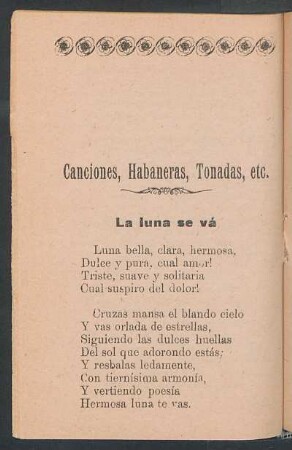 Canciones, Habaneras, Tonadas, etc.
La luna se vá
Luna bella, clara, hermosa,
Dulce y pura, cual amor!
Triste, suave y solitaria
Cual suspiro del dolor!
Cruzas mansa el blando cielo
Y vas orlada de estrellas,
Siguiendo las dulces huellas
Del sol que adorondo estás;
Y resbalas ledamente,
Con tiernísima armonía,
Y vertiendo poesía
Hermosa luna te vas.